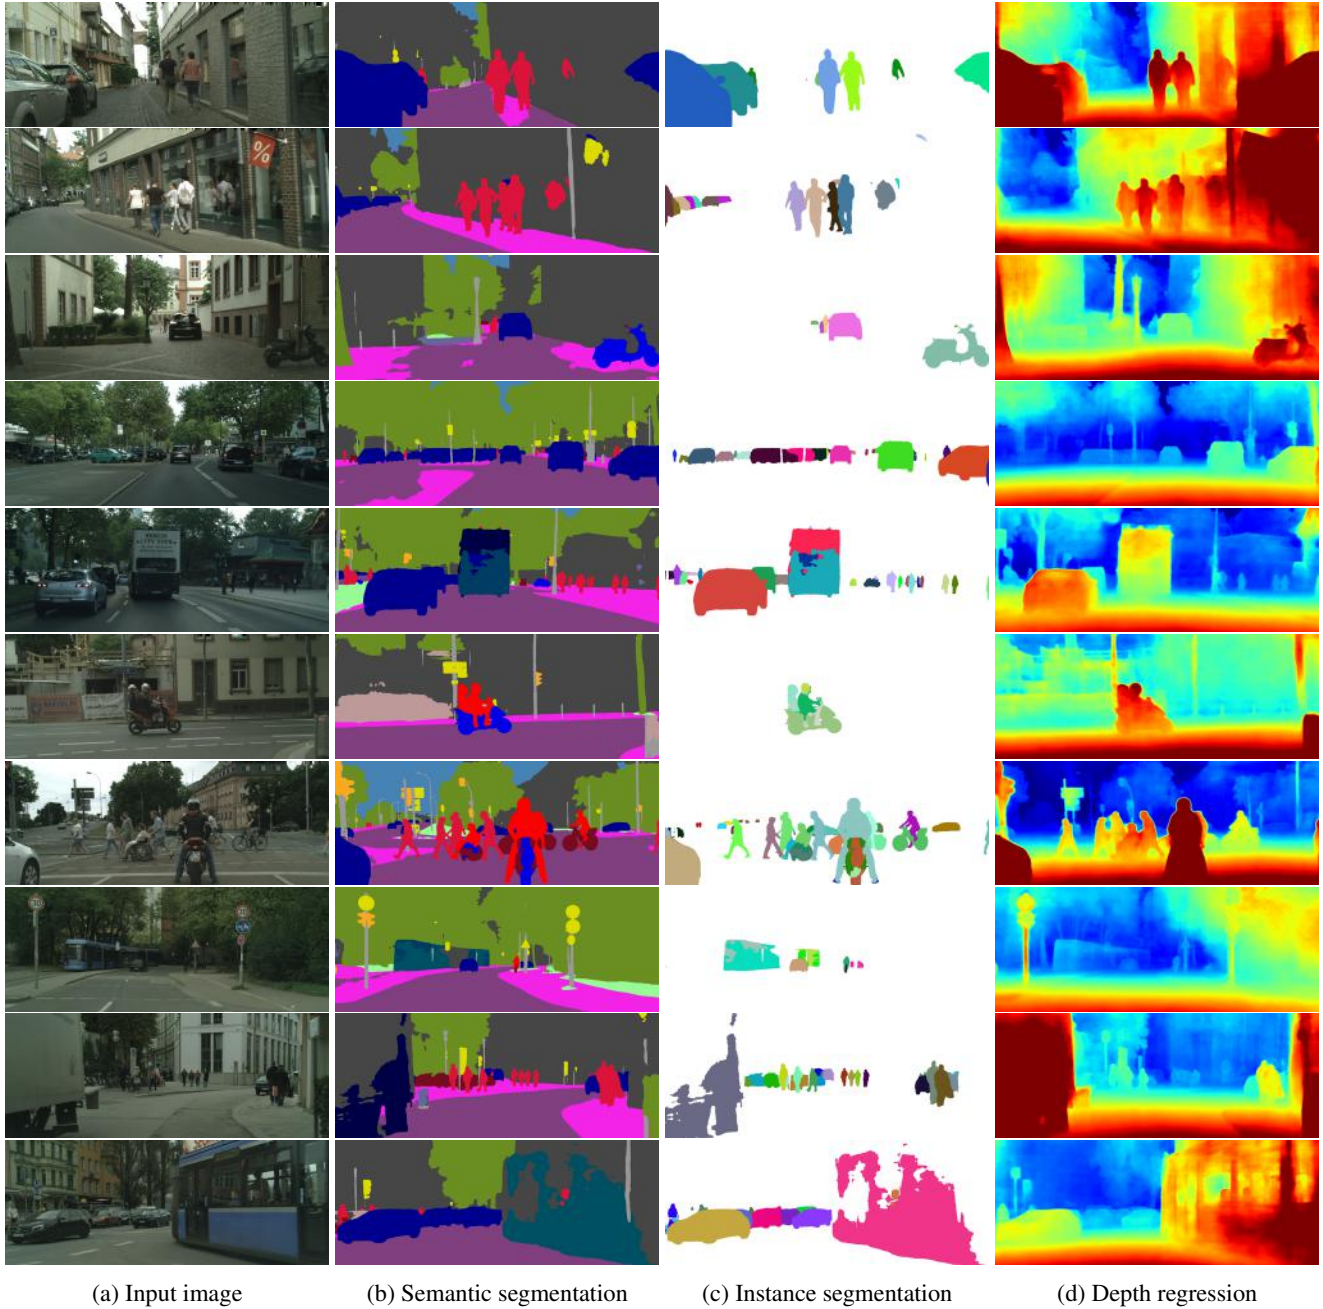 %
(a) Input image
(b) Semantic segmentation
(c) Instance segmentation
(d) Depth regression